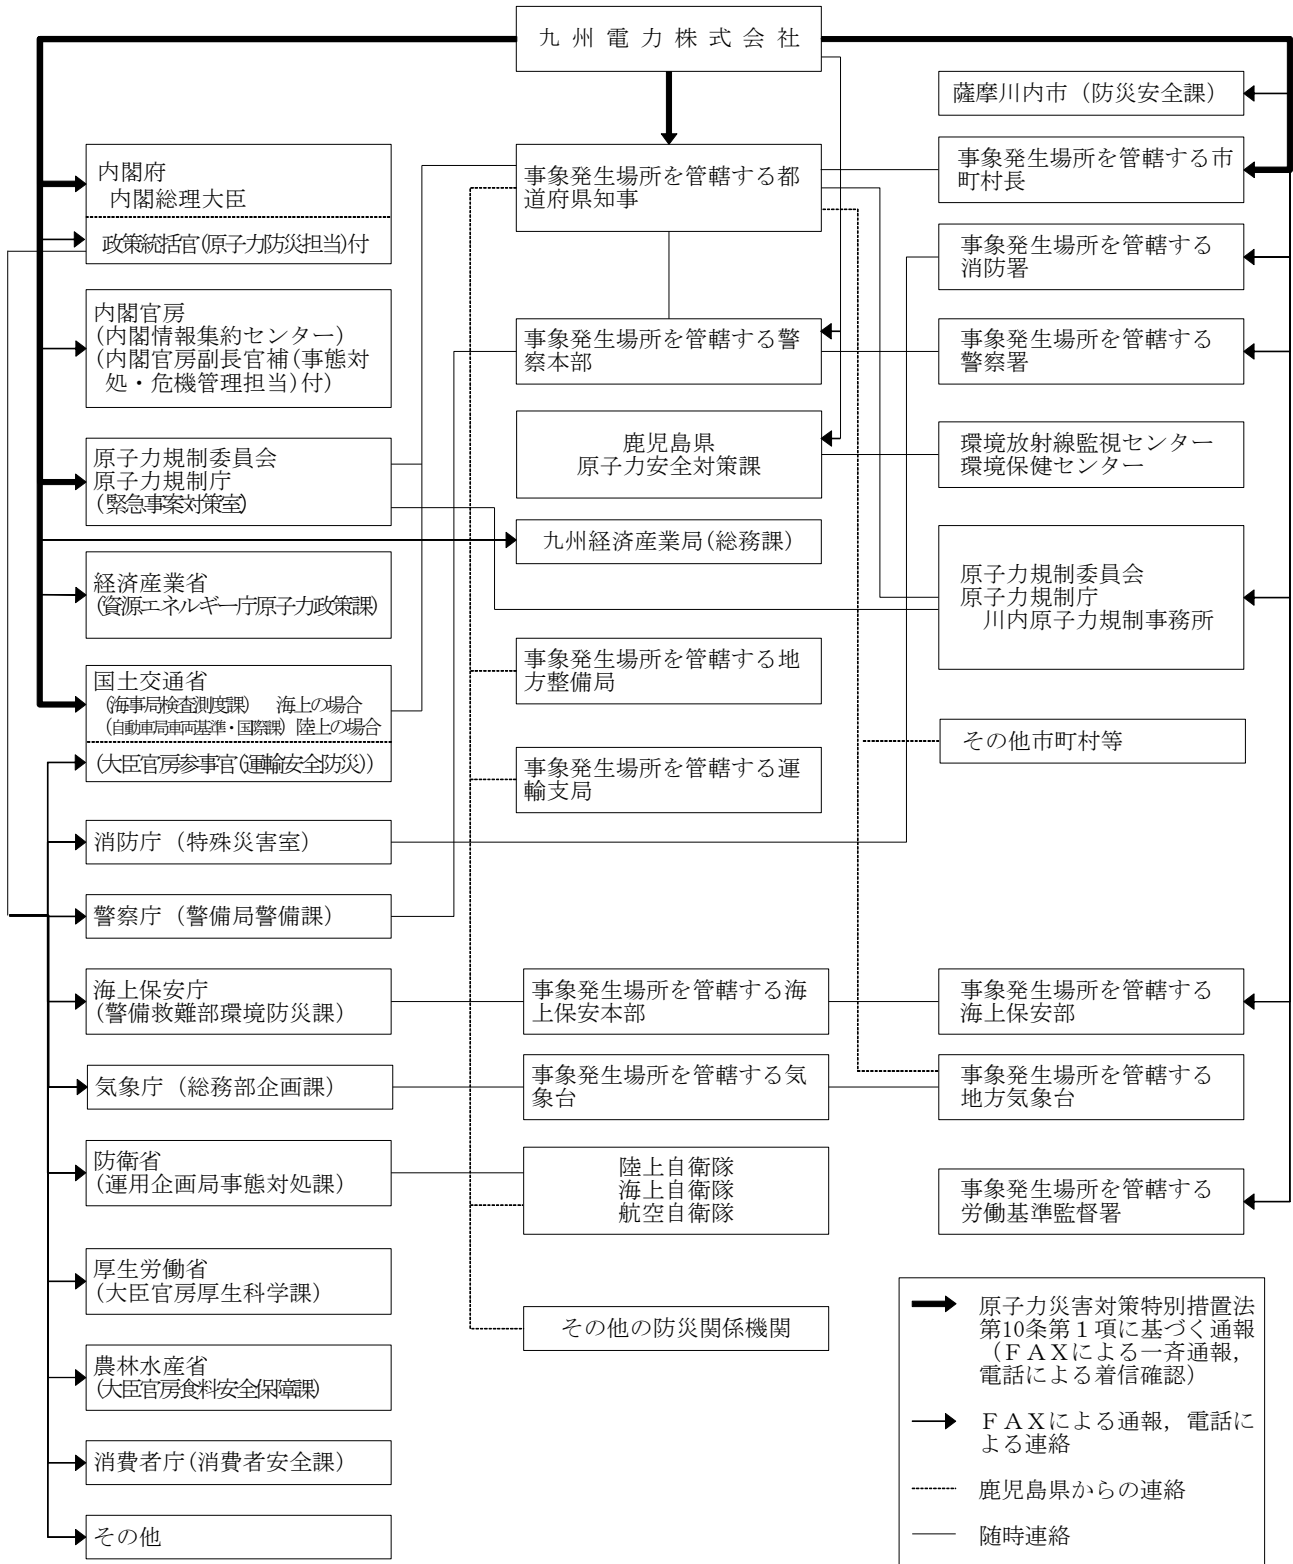 九州電力株式会社
薩摩川内市（防災安全課）
内閣府
内閣総理大臣
政策統括官(原子力防災担当)付
事象発生場所を管轄する都
道府県知事
事象発生場所を管轄する市
町村長
事象発生場所を管轄する
消防署
内閣官房
(内閣情報集約センター)
(内閣官房副長官補(事態対
処・危機管理担当)付)
事象発生場所を管轄する警
察本部
事象発生場所を管轄する
警察署
原子力規制委員会
原子力規制庁
(緊急事案対策室)
鹿児島県
原子力安全対策課
環境放射線監視センター
環境保健センター
九州経済産業局(総務課)
経済産業省
(資源エネルギー庁原子力政策課)
原子力規制委員会
原子力規制庁
川内原子力規制事務所
国土交通省
(海事局検査測度課)　海上の場合
(自動車局車両基準・国際課) 陸上の場合
(大臣官房参事官(運輸安全防災))
事象発生場所を管轄する地
方整備局
その他市町村等
事象発生場所を管轄する運
輸支局
消防庁（特殊災害室）
警察庁（警備局警備課）
海上保安庁
(警備救難部環境防災課)
事象発生場所を管轄する海
上保安本部
事象発生場所を管轄する
海上保安部
気象庁（総務部企画課）
事象発生場所を管轄する気
象台
事象発生場所を管轄する
地方気象台
防衛省
(運用企画局事態対処課)
陸上自衛隊
海上自衛隊
航空自衛隊
事象発生場所を管轄する
労働基準監督署
厚生労働省
(大臣官房厚生科学課)
その他の防災関係機関
農林水産省
(大臣官房食料安全保障課)
消費者庁(消費者安全課)
その他
原子力災害対策特別措置法
第10条第１項に基づく通報
（ＦＡＸによる一斉通報，
電話による着信確認）
ＦＡＸによる通報，電話に
よる連絡
鹿児島県からの連絡
随時連絡